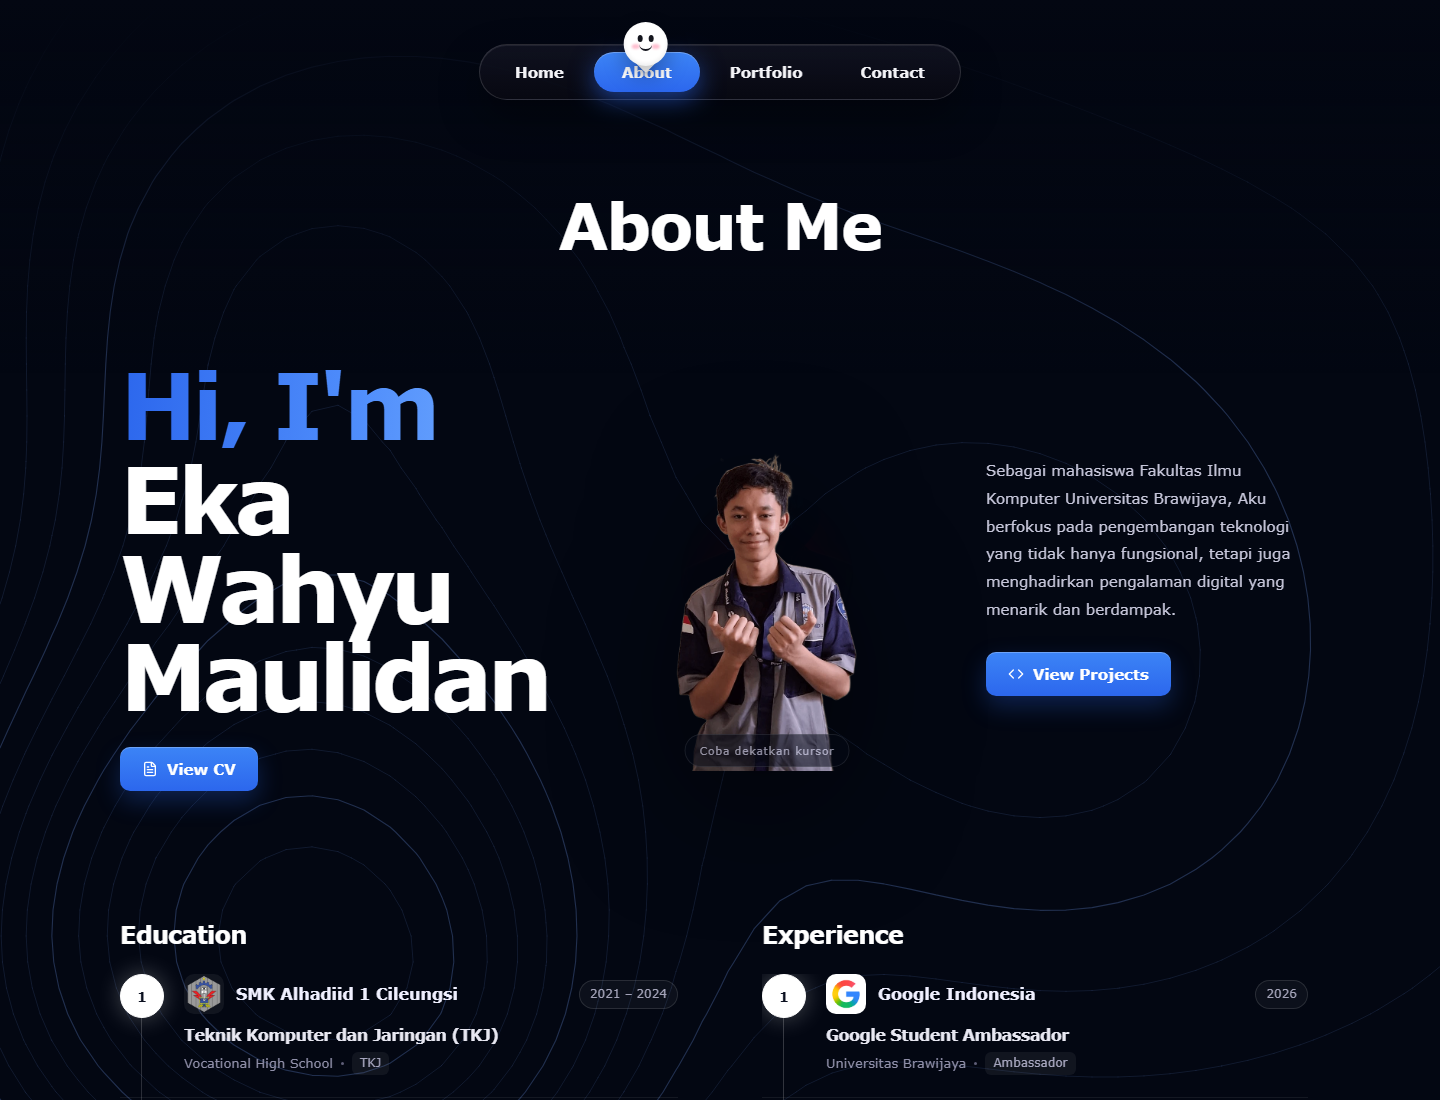 Home
About
Portfolio
Contact
About Me
Hi, I'm
Eka
Wahyu
Maulidan
View CV
Coba dekatkan kursor
Sebagai mahasiswa Fakultas Ilmu
Komputer Universitas Brawijaya, Aku
berfokus pada pengembangan teknologi
yang tidak hanya fungsional, tetapi juga
menghadirkan pengalaman digital yang
menarik dan berdampak.
View Projects
Education
1
SMK Alhadiid 1 Cileungsi
2021 – 2024
Teknik Komputer dan Jaringan (TKJ)
Vocational High School • TKJ
Experience
1
Google Indonesia
2026
Google Student Ambassador
Universitas Brawijaya • Ambassador